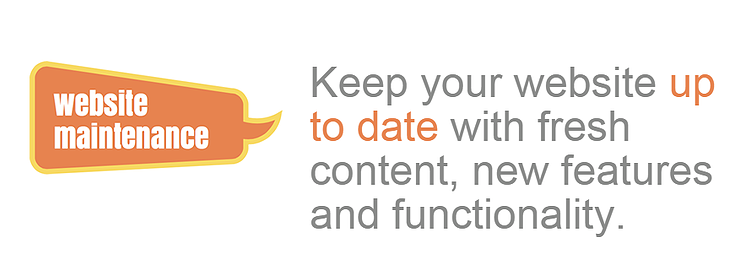 website
maintenance
Keep your website up
to date with fresh
content, new features
and functionality.